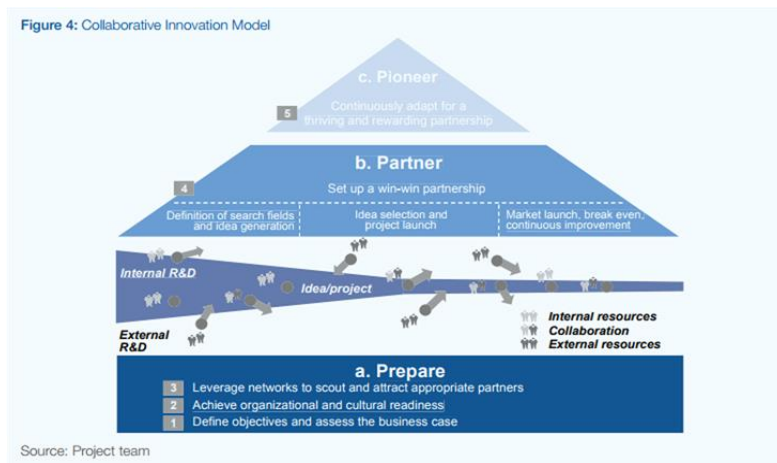 Figure 4: Collaborative Innovation Model
c. Pioneer
5
Continuously adapt for a
thriving and rewarding partnership
b. Partner
4
Set up a win-win partnership
Definition of search fields
and idea generation
Idea selection and
project launch
Market launch, break even,
continuous improvement
Internal R&D
Idea/project
External
R&D
Internal resources
Collaboration
External resources
a. Prepare
3 Leverage networks to scout and attract appropriate partners
2 Achieve organizational and cultural readiness
1 Define objectives and assess the business case
Source: Project team